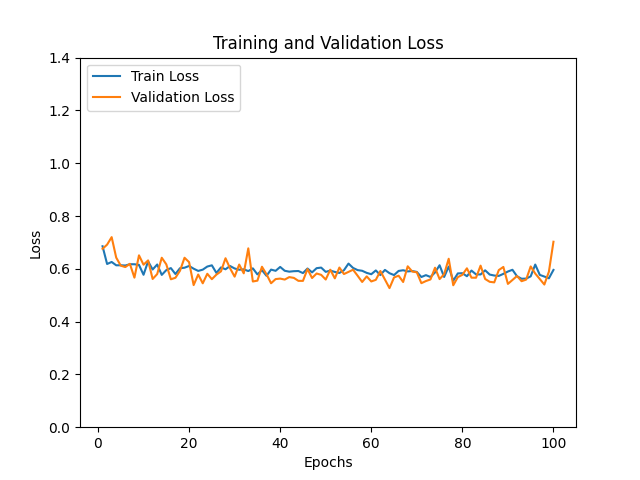 Training and Validation Loss
Train Loss
Validation Loss
Loss
1.4
1.2
1.0
0.8
0.6
0.4
0.2
0.0
0 20 40 60 80 100
Epochs